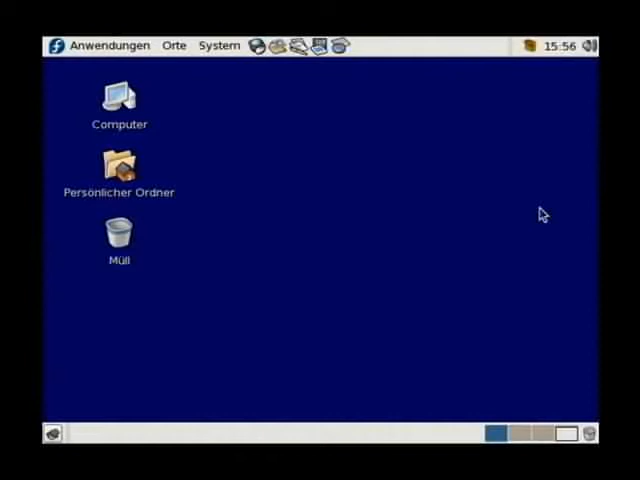 Anwendungen Orte System 15:56
Computer
Persönlicher Ordner
Müll